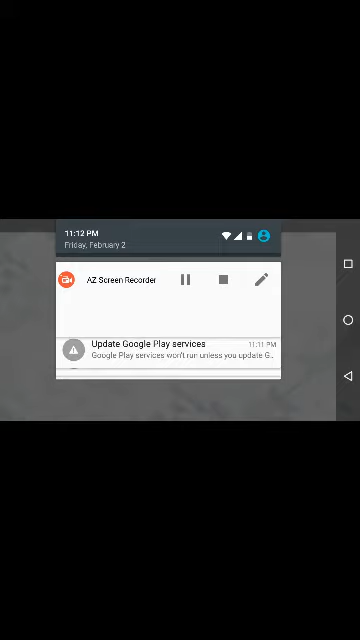 11:12 PM
Friday, February 2
AZ Screen Recorder
Update Google Play services 11:11 PM
Google Play services won't run unless you update G..